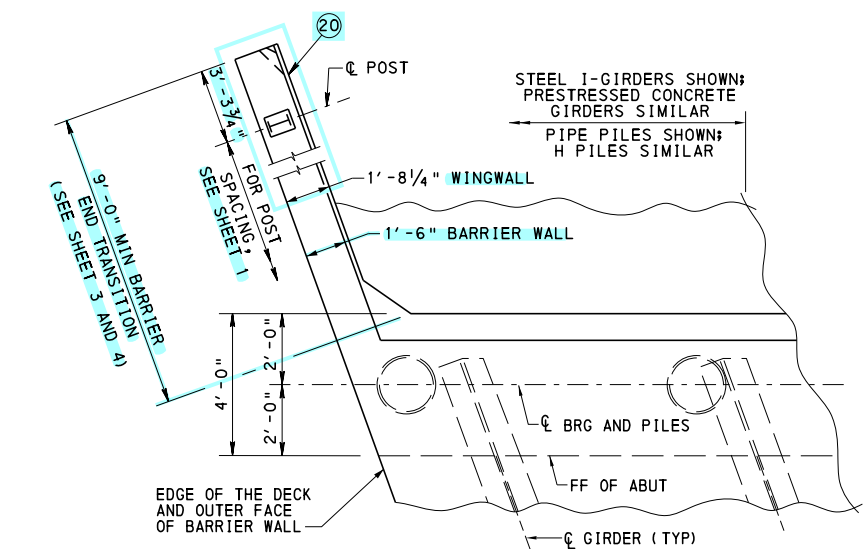 20
℄ POST
3'-3¾"
STEEL I-GIRDERS SHOWN;
PRESTRESSED CONCRETE
GIRDERS SIMILAR
PIPE PILES SHOWN;
H PILES SIMILAR
FOR POST
SPACING,
SEE SHEET 1
1'-8¼" WINGWALL
1'-6" BARRIER WALL
9'-0" MIN BARRIER
END TRANSITION
(SEE SHEET 3 AND 4)
4'-0"
2'-0"
2'-0"
℄ BRG AND PILES
FF OF ABUT
EDGE OF THE DECK
AND OUTER FACE
OF BARRIER WALL
℄ GIRDER (TYP)